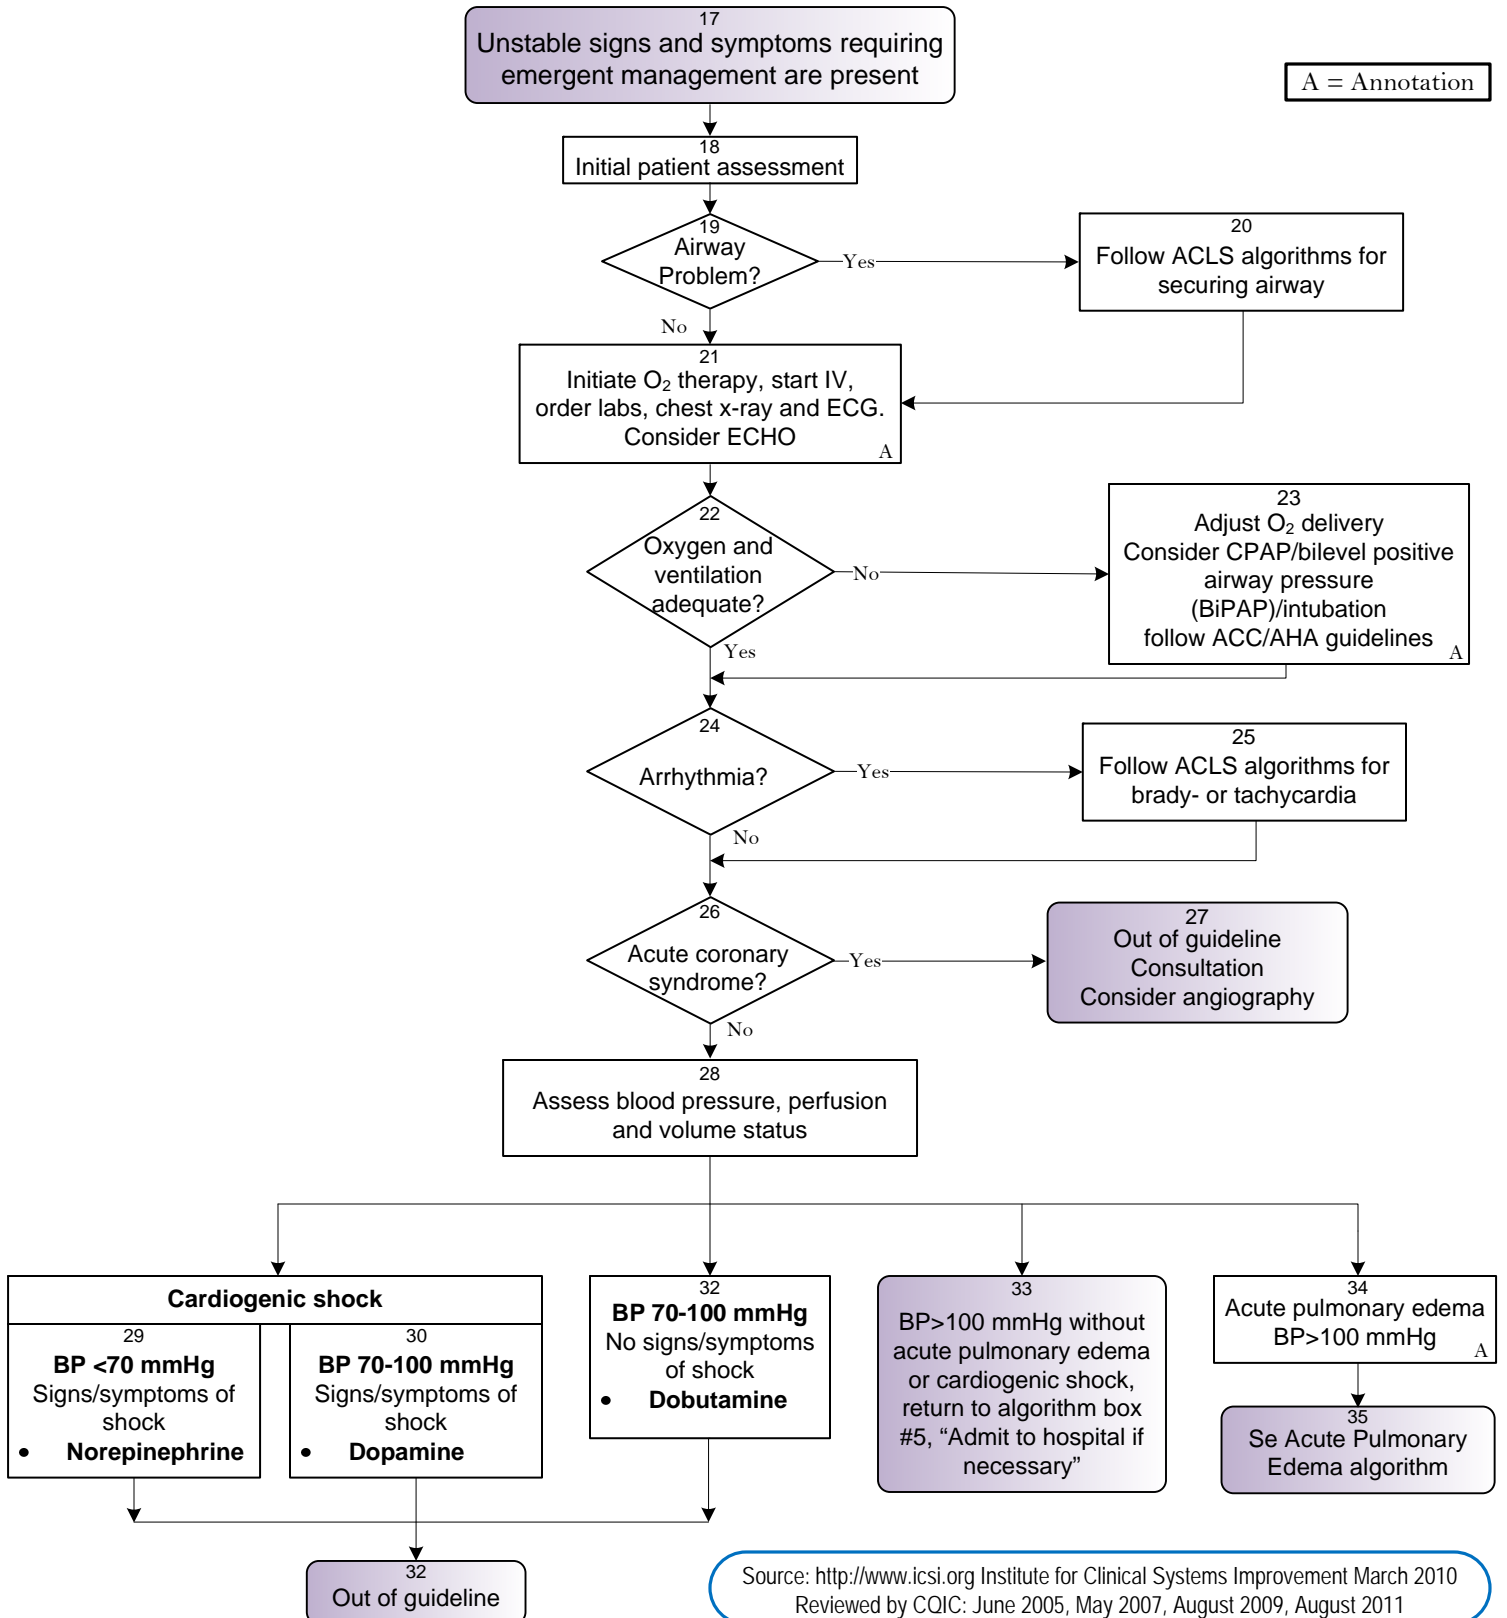 17
Unstable signs and symptoms requiring
emergent management are present
A = Annotation
18
Initial patient assessment
19
Airway
Problem?
Yes
20
Follow ACLS algorithms for
securing airway
No
21
Initiate O₂ therapy, start IV,
order labs, chest x-ray and ECG.
Consider ECHO
A
22
Oxygen and
ventilation
adequate?
No
23
Adjust O₂ delivery
Consider CPAP/bilevel positive
airway pressure
(BiPAP)/intubation
follow ACC/AHA guidelines
A
Yes
24
Arrhythmia?
Yes
25
Follow ACLS algorithms for
brady- or tachycardia
No
26
Acute coronary
syndrome?
Yes
27
Out of guideline
Consultation
Consider angiography
No
28
Assess blood pressure, perfusion
and volume status
Cardiogenic shock
29
BP <70 mmHg
Signs/symptoms of
shock
• Norepinephrine
30
BP 70-100 mmHg
Signs/symptoms of
shock
• Dopamine
32
BP 70-100 mmHg
No signs/symptoms
of shock
• Dobutamine
33
BP>100 mmHg without
acute pulmonary edema
or cardiogenic shock,
return to algorithm box
#5, “Admit to hospital if
necessary”
34
Acute pulmonary edema
BP>100 mmHg
A
35
Se Acute Pulmonary
Edema algorithm
32
Out of guideline
Source: http://www.icsi.org Institute for Clinical Systems Improvement March 2010
Reviewed by CQIC: June 2005, May 2007, August 2009, August 2011